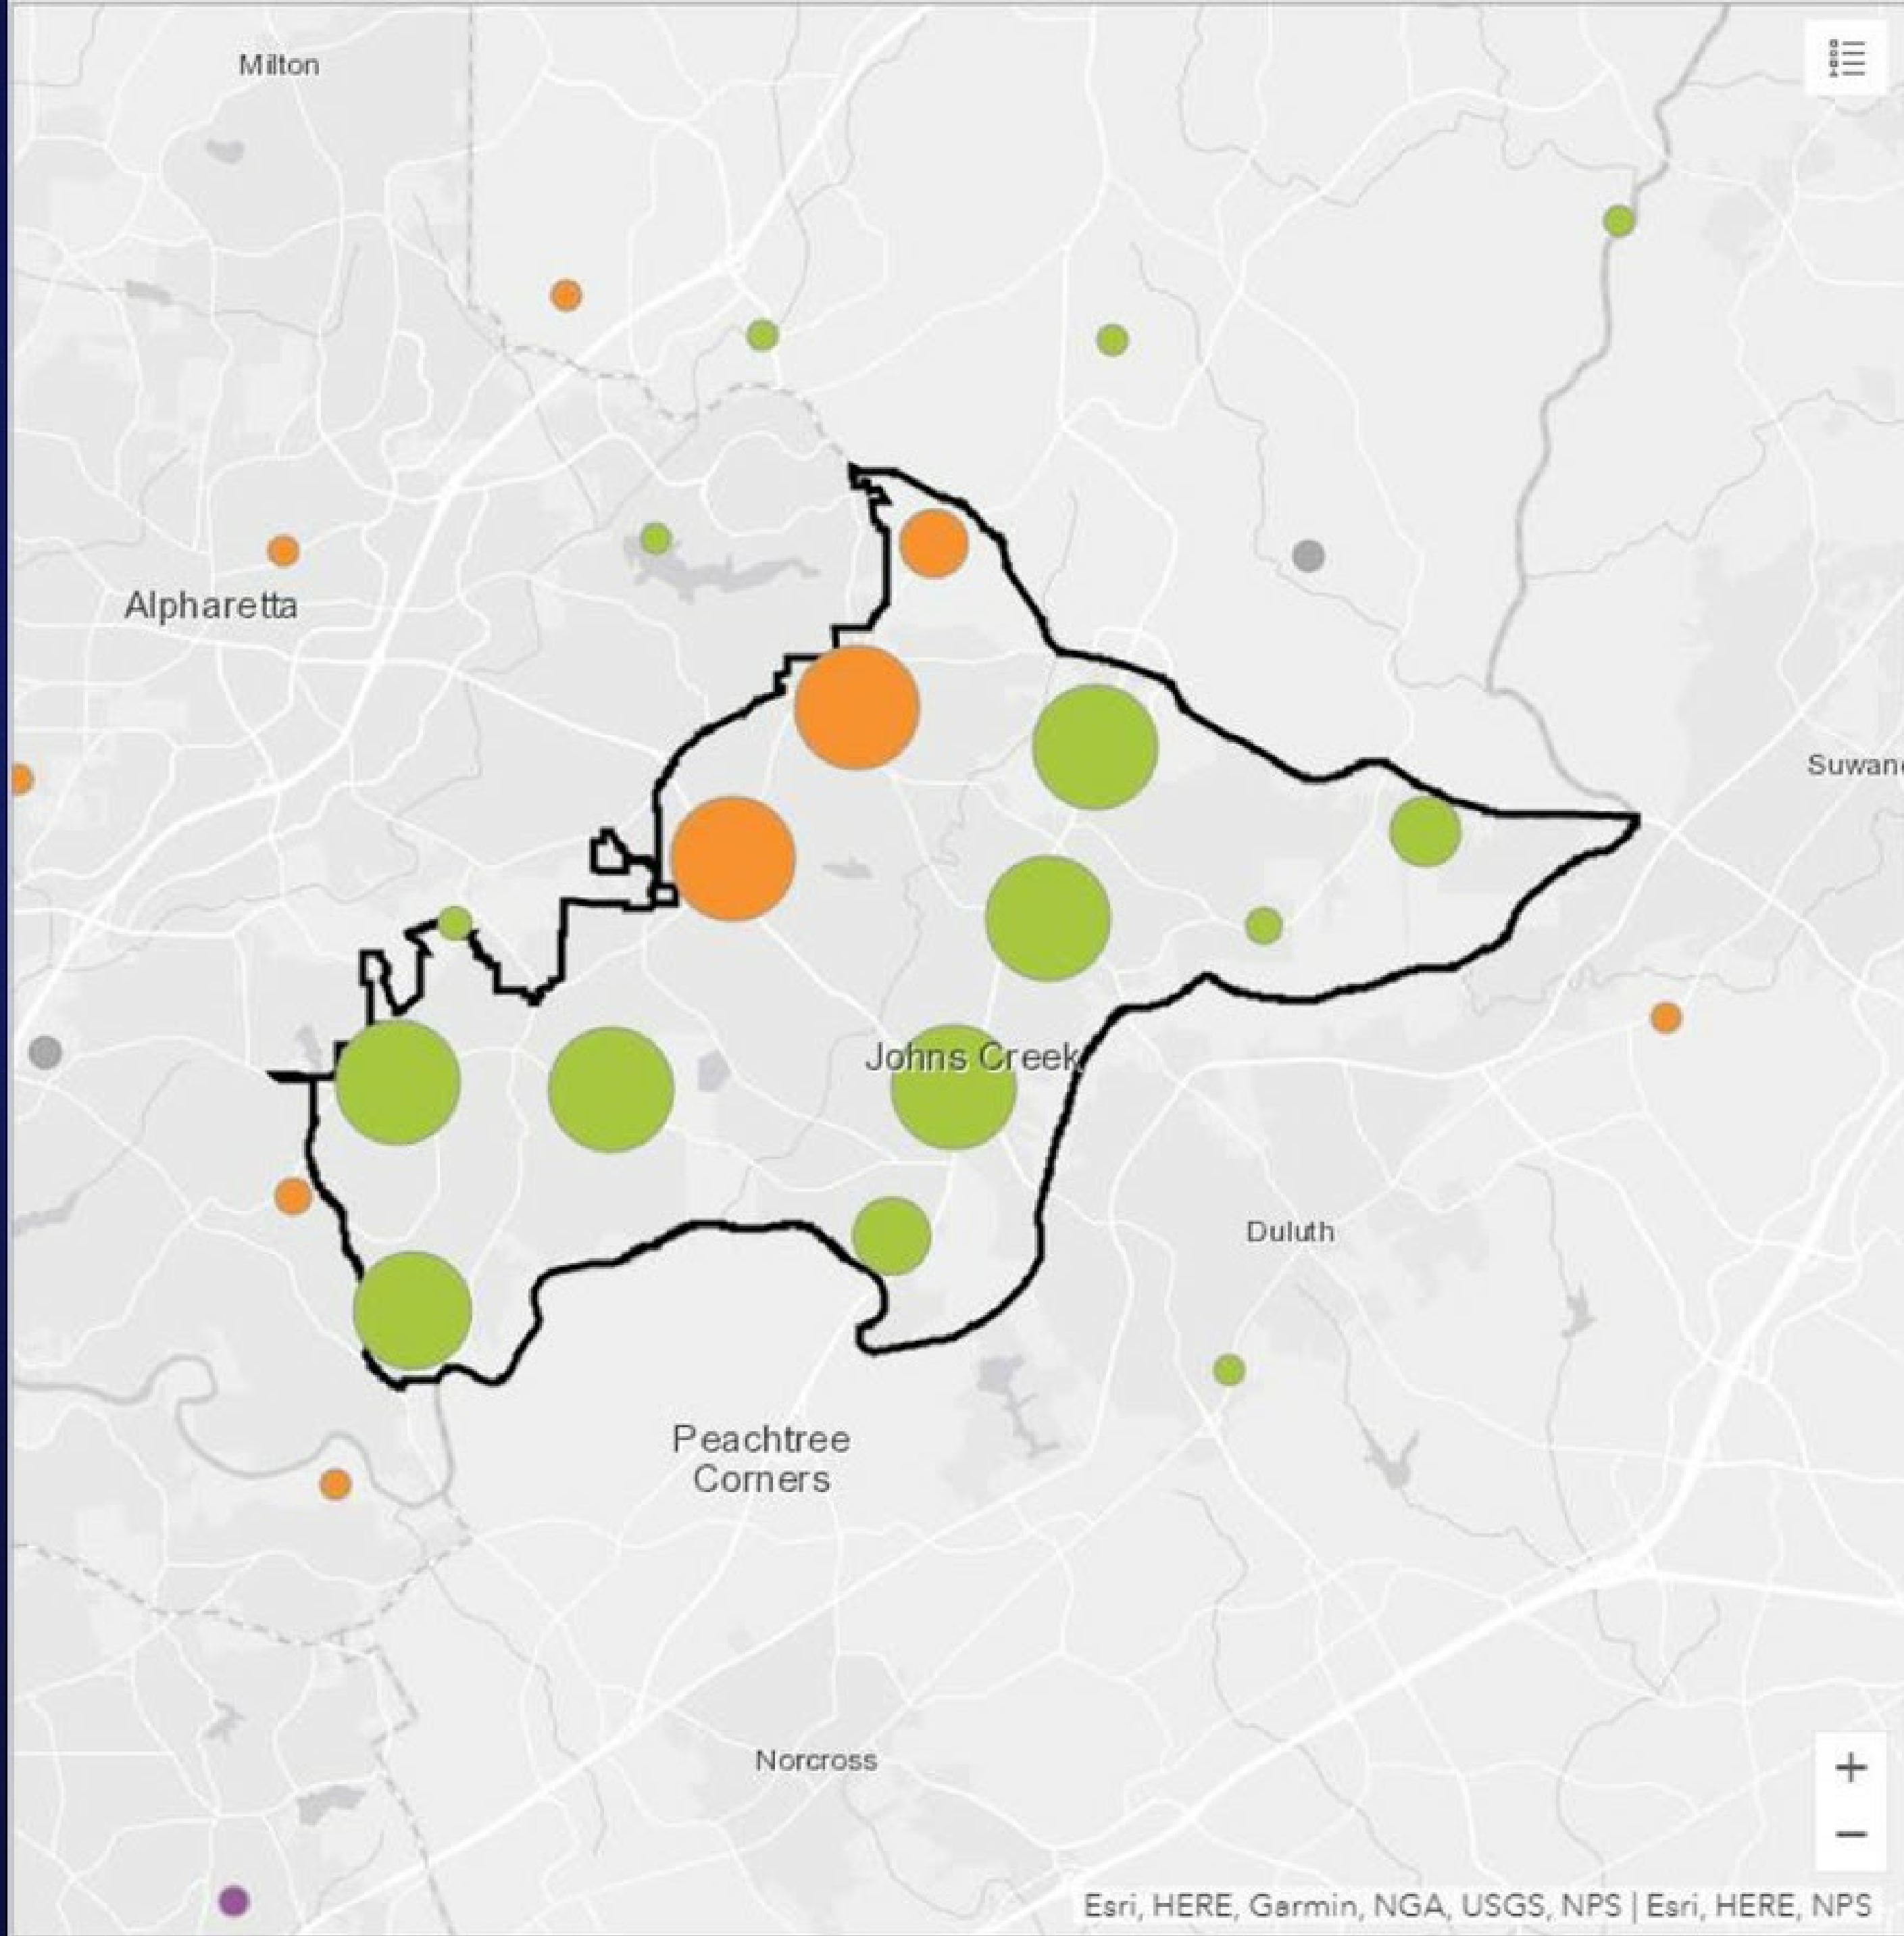 Milton
Alpharetta
Suwan
Johns Creek
Duluth
Peachtree
Corners
Norcross
+
−
Esri, HERE, Garmin, NGA, USGS, NPS | Esri, HERE, NPS